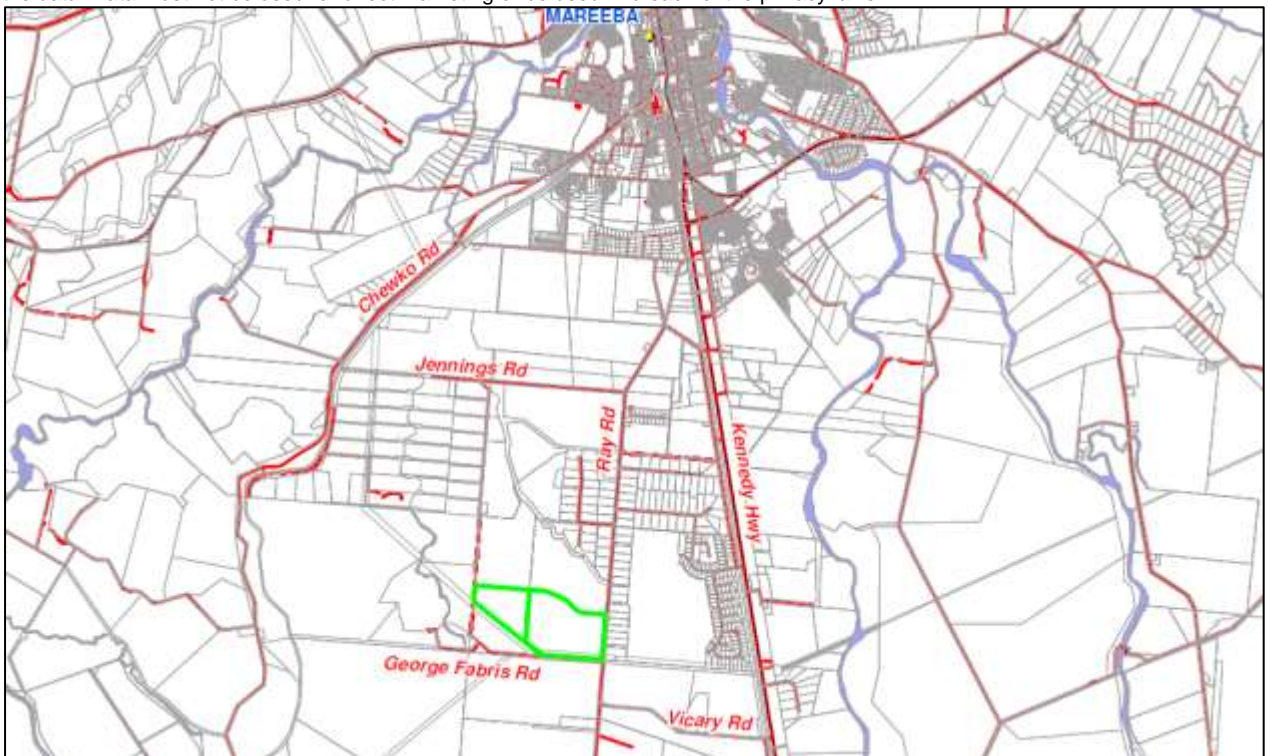 MAREEBA
Chewko Rd
Jennings Rd
Ray Rd
Kennedy Hwy
George Fabris Rd
Vicary Rd